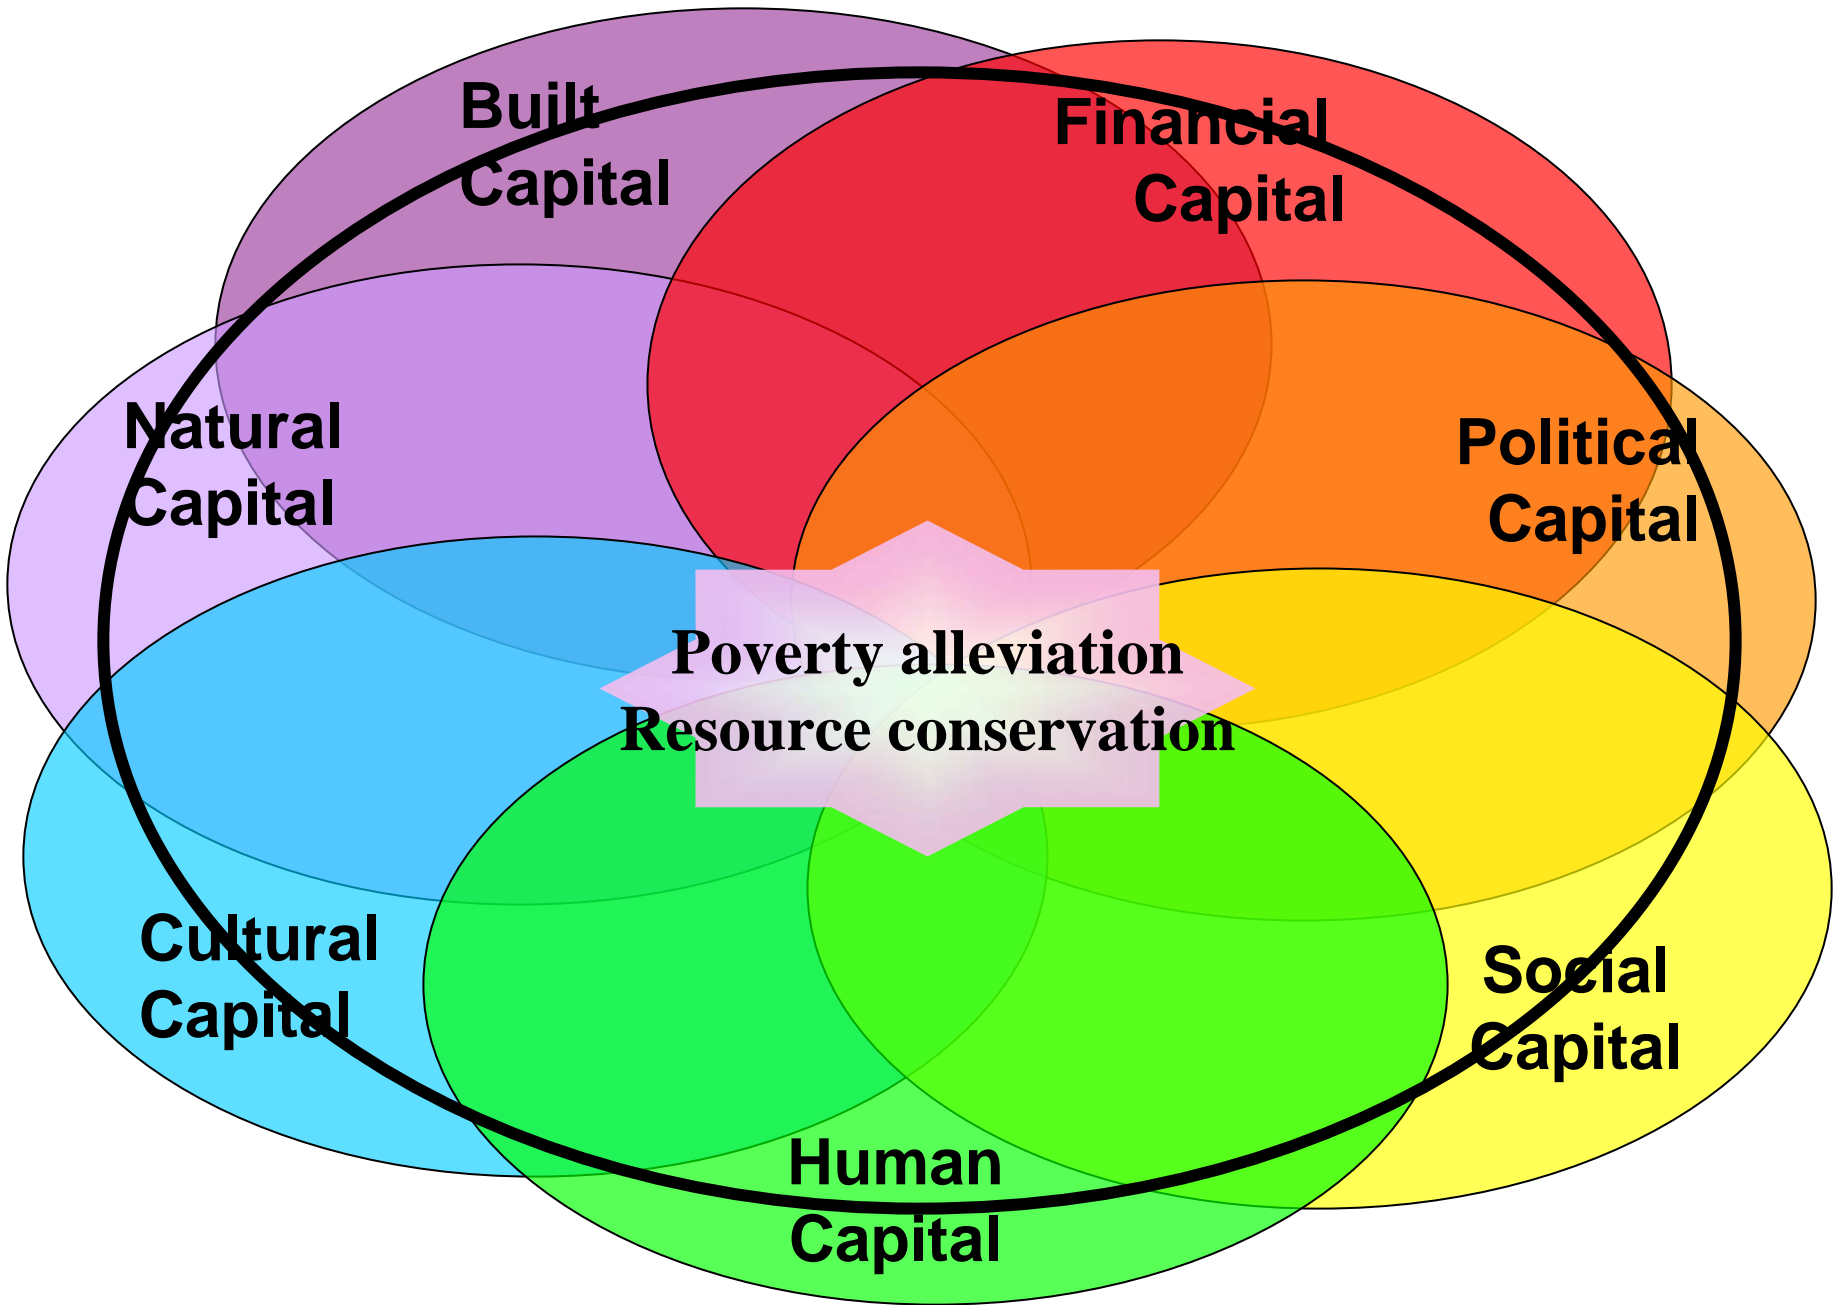 Built
Capital
Financial
Capital
Natural
Capital
Political
Capital
Poverty alleviation
Resource conservation
Cultural
Capital
Social
Capital
Human
Capital